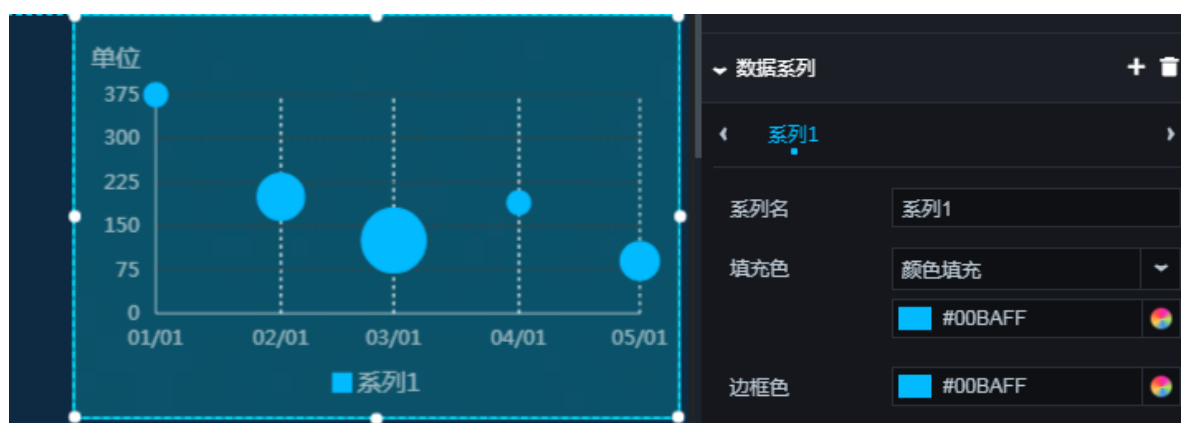 单位
375
300
225
150
75
0
01/01 02/01 03/01 04/01 05/01
系列1
数据系列
系列1
系列名 系列1
填充色 颜色填充
#00BAFF
边框色 #00BAFF